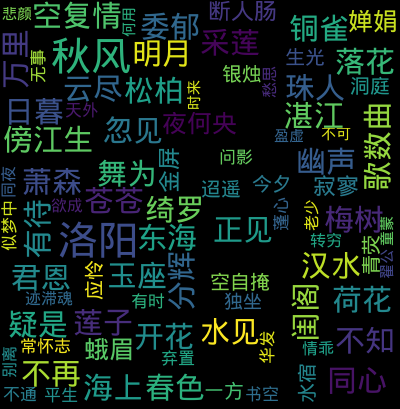 悲颜
空复情
何用
委郁
断人肠
铜雀
婵娟
万里
无事
秋风
明月
采莲
生光
落花
云尽
松柏
时来
银烛
愁思
珠人
洞庭
日暮
天外
夜何央
湛江
歌数曲
傍江生
忽见
盈虚
不可
问影
幽声
同夜
萧森
舞为
金屏
迢遥
今夕
寂寥
欲成
苍苍
绮罗
蓬心
老少
似梦中
有待
洛阳
东海
正见
梅树
童蒙
转穷
青荧
翟公
君恩
应怜
玉座
分辉
汉水
迹滞魂
有时
空自掩
独坐
闺阁
荷花
疑是
莲子
开花
水见
华发
不知
常怀志
蛾眉
弃置
情乖
别离
不再
水宿
同心
不通
平生
海上
春色
一方
书空